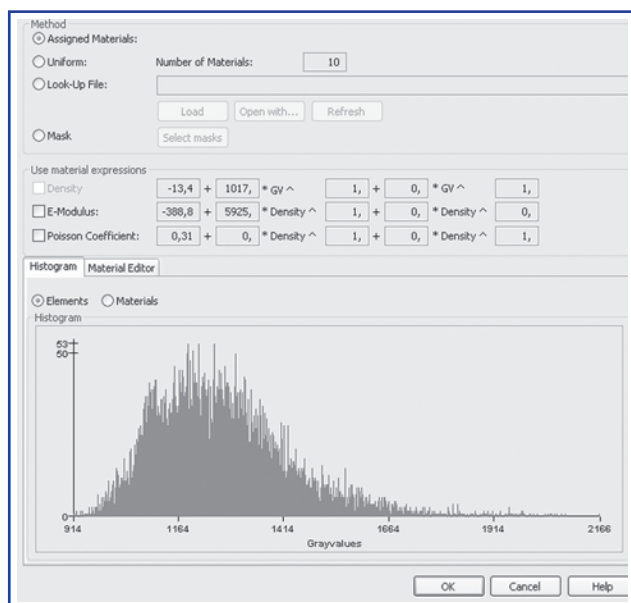 Method
Assigned Materials:
Uniform: Number of Materials: 10
Look-Up File:
Load Open with... Refresh
Mask Select masks
Use material expressions
Density -13,4 + 1017, * GV ^ 1, + 0, * GV ^ 1,
E-Modulus: -388,8 + 5925, * Density ^ 1, + 0, * Density ^ 0,
Poisson Coefficient: 0,31 + 0, * Density ^ 1, + 0, * Density ^ 1,
Histogram Material Editor
Elements Materials
Histogram
53
50
0
914 1164 1414 1664 1914 2166
Grayvalues
OK Cancel Help